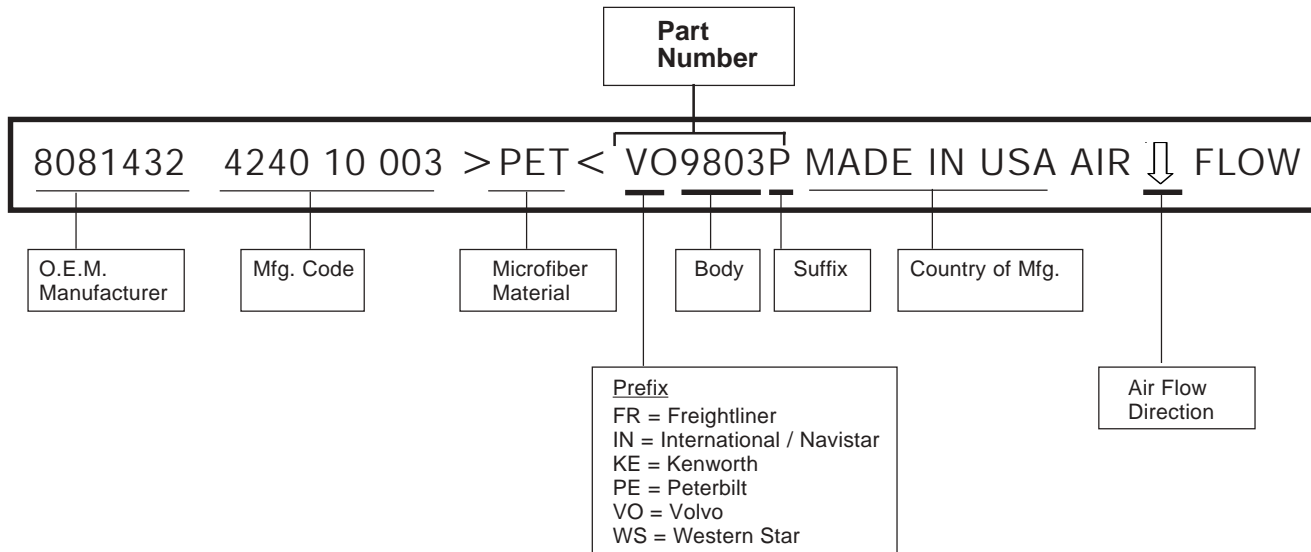 Part
Number
8081432 4240 10 003 >PET< VO9803P MADE IN USA AIR ⇩ FLOW
O.E.M.
Manufacturer
Mfg. Code
Microfiber
Material
Body
Suffix
Country of Mfg.
Prefix
FR = Freightliner
IN = International / Navistar
KE = Kenworth
PE = Peterbilt
VO = Volvo
WS = Western Star
Air Flow
Direction